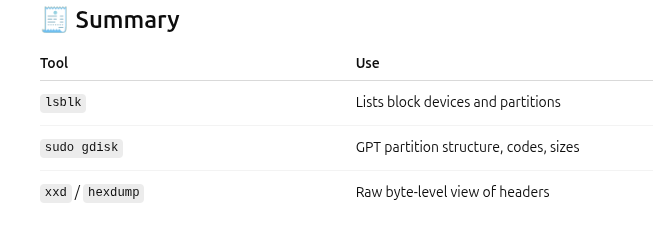 Summary
Tool Use
lsblk Lists block devices and partitions
sudo gdisk GPT partition structure, codes, sizes
xxd / hexdump Raw byte-level view of headers